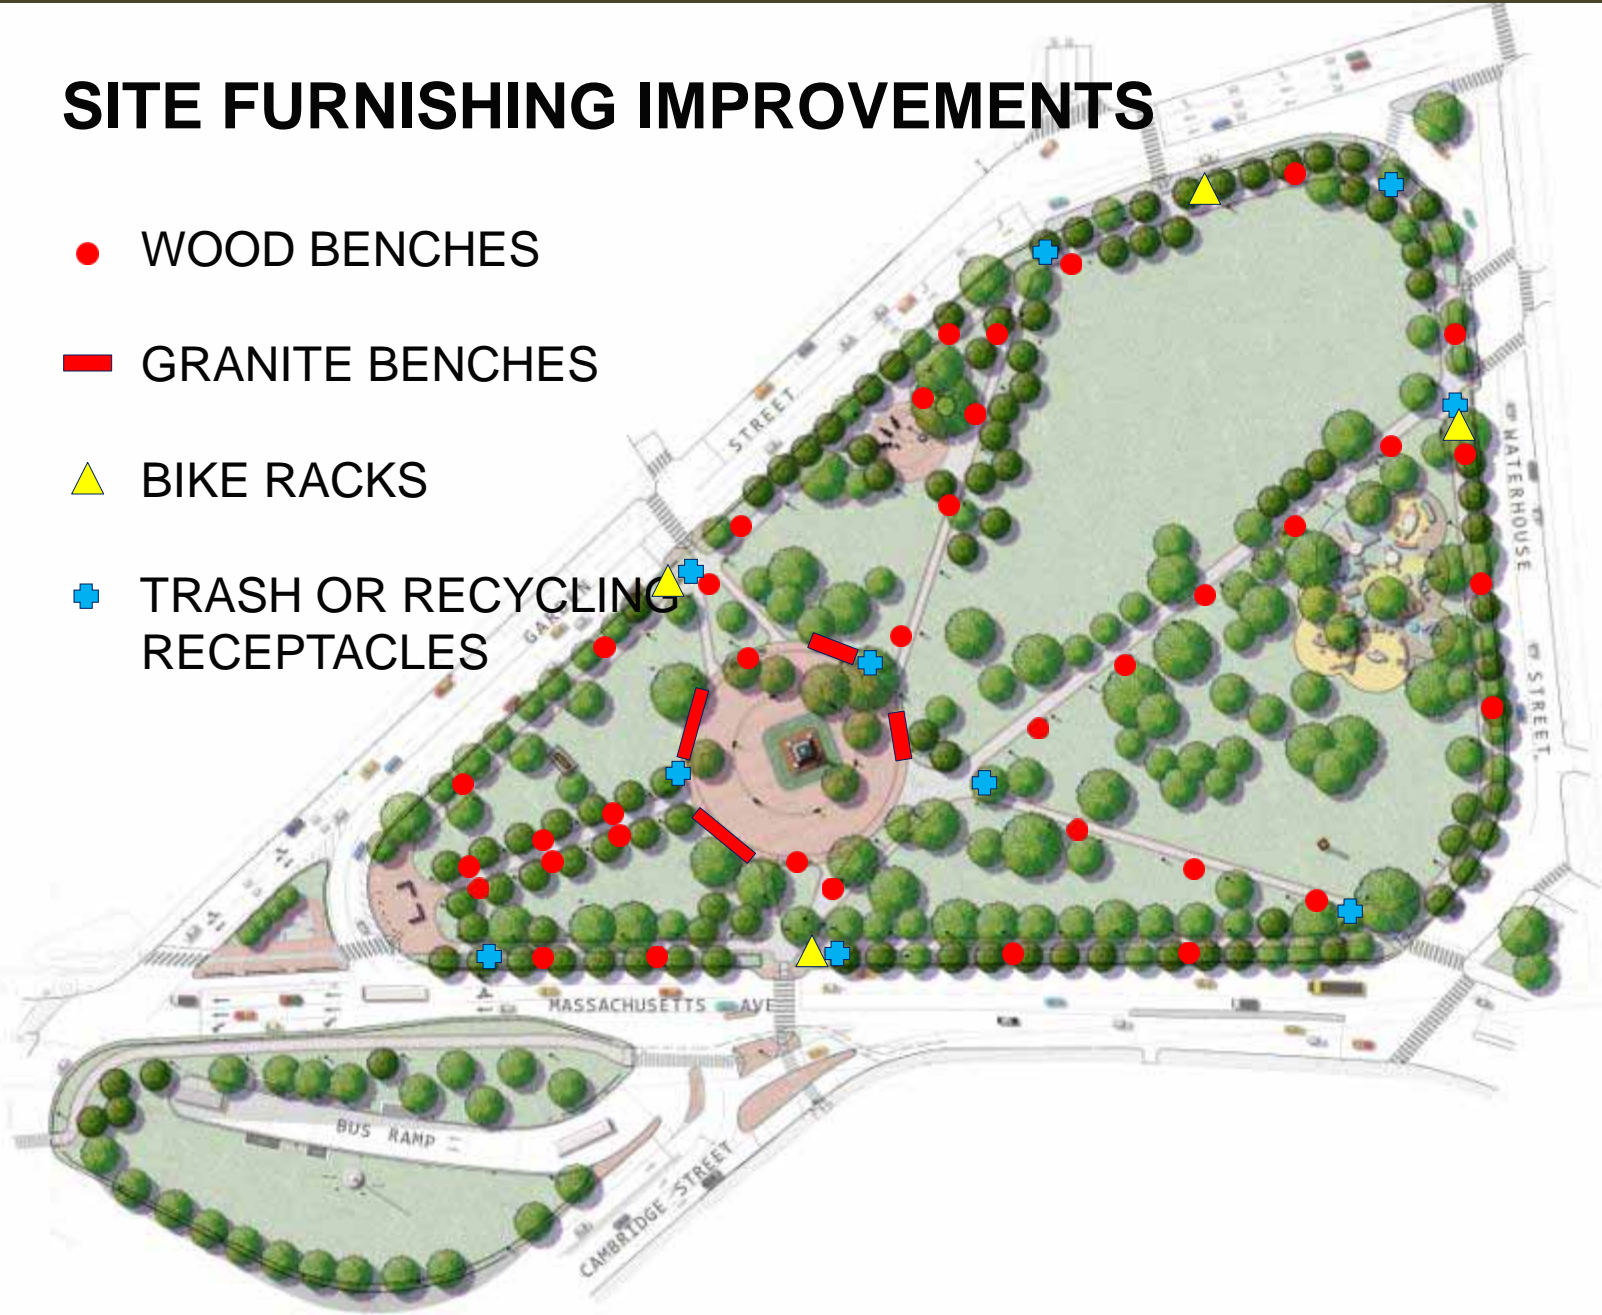 SITE FURNISHING IMPROVEMENTS
WOOD BENCHES
GRANITE BENCHES
BIKE RACKS
TRASH OR RECYCLING
RECEPTACLES
GARDEN
STREET
WATERHOUSE
STREET
MASSACHUSETTS AVE
BUS RAMP
CAMBRIDGE STREET